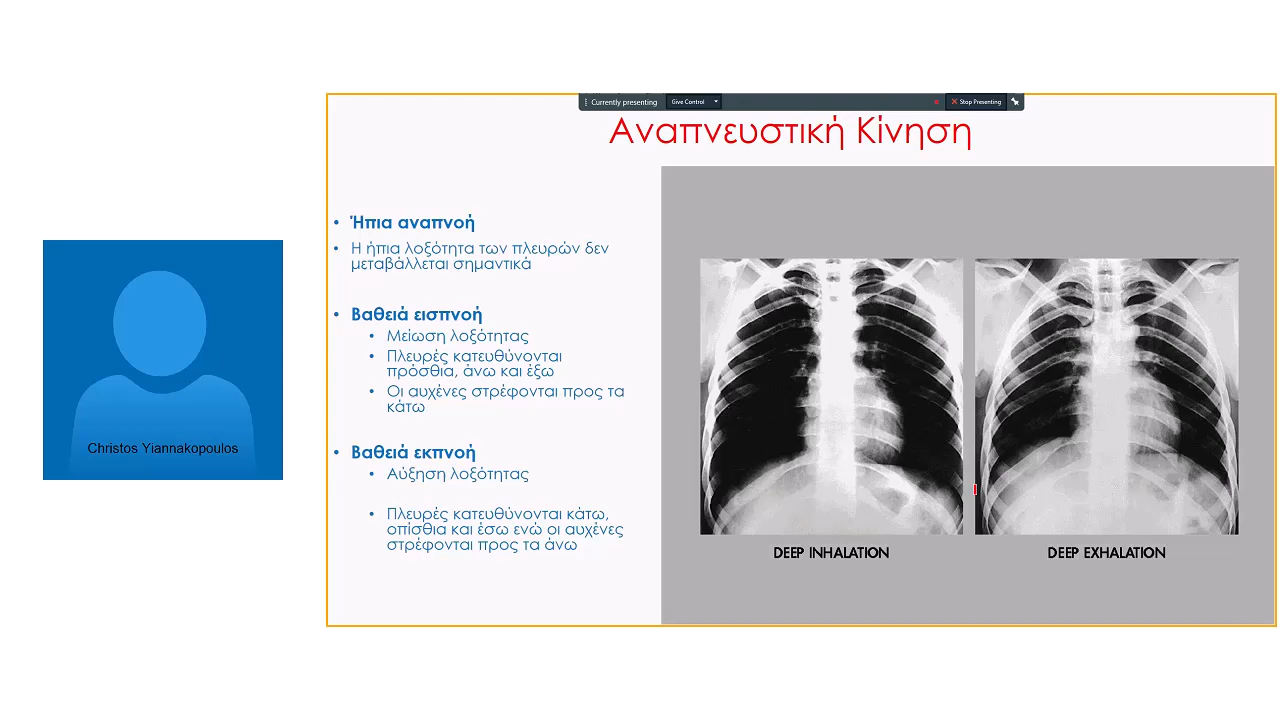 Currently presenting
Give Control
Stop Presenting
Αναπνευστική Κίνηση
• Ήπια αναπνοή
• Η ήπια λοξότητα των πλευρών δεν
μεταβάλλεται σημαντικά
• Βαθειά εισπνοή
• Μείωση λοξότητας
• Πλευρές κατευθύνονται
πρόσθια, άνω και έξω
• Οι αυχένες στρέφονται προς τα
κάτω
• Βαθειά εκπνοή
• Αύξηση λοξότητας
• Πλευρές κατευθύνονται κάτω,
οπίσθια και έσω ενώ οι αυχένες
στρέφονται προς τα άνω
DEEP INHALATION
DEEP EXHALATION
Christos Yiannakopoulos